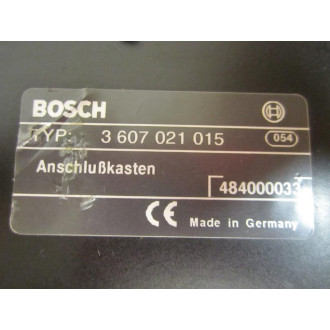 BOSCH
TYP: 3 607 021 015 054
Anschlußkasten
484000033
CE Made in Germany